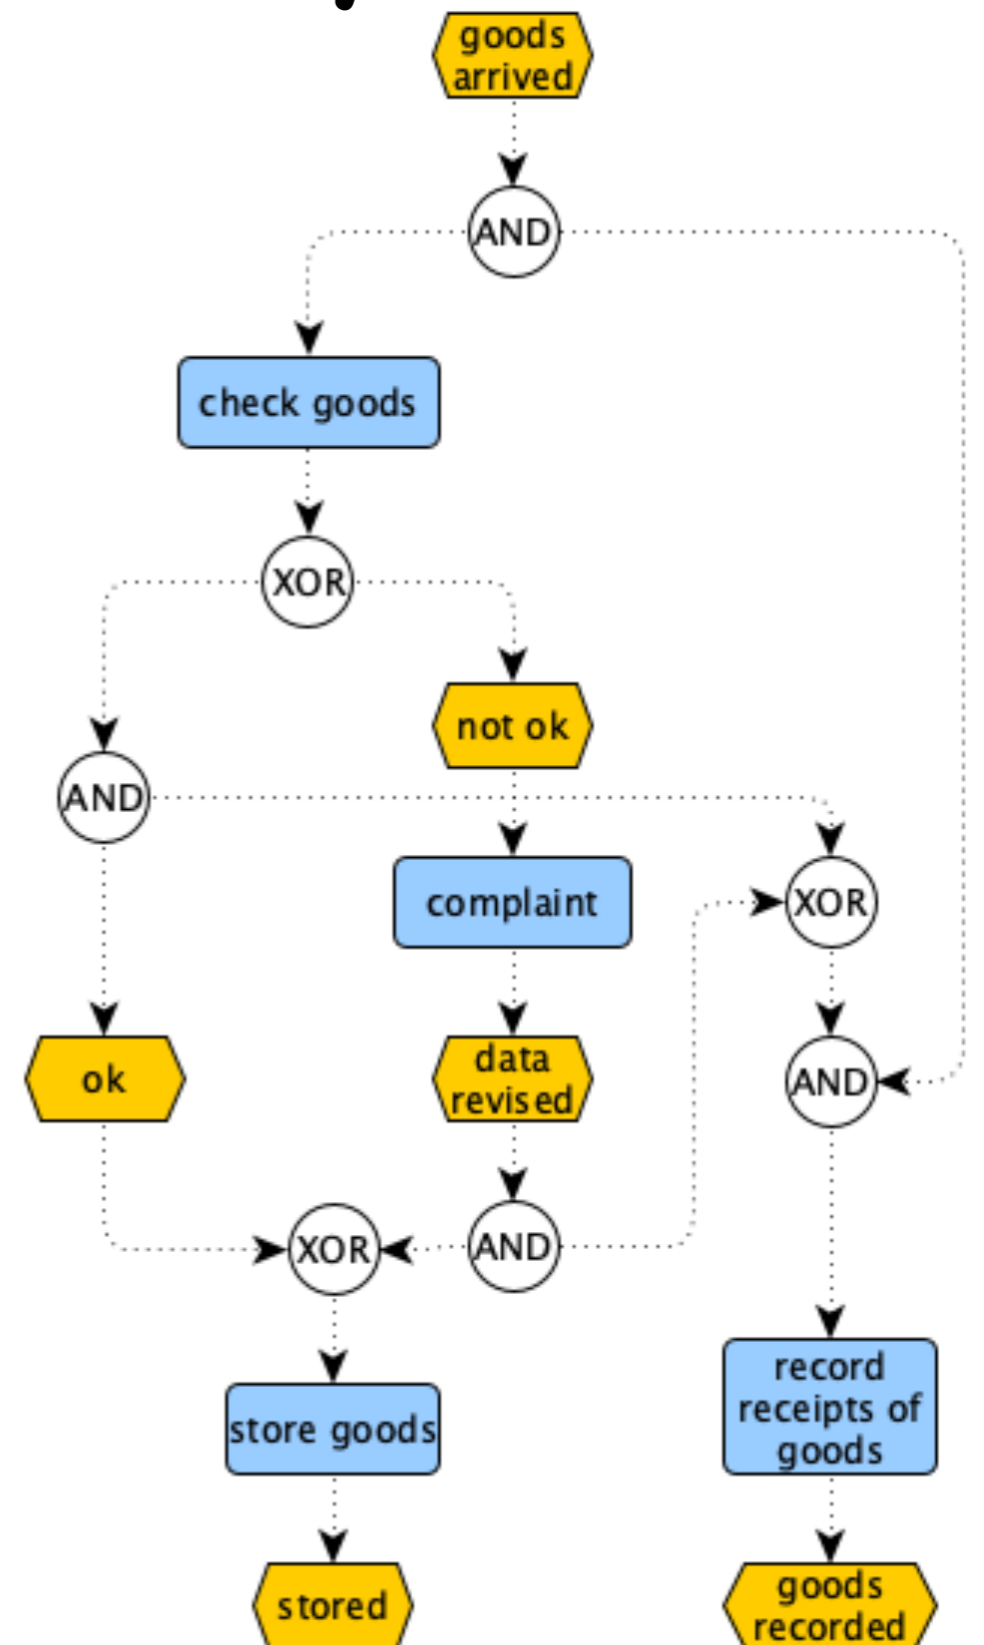 goods
arrived
AND
check goods
XOR
not ok
AND
complaint
XOR
ok
data
revised
AND
XOR
AND
record
receipts of
goods
store goods
stored
goods
recorded